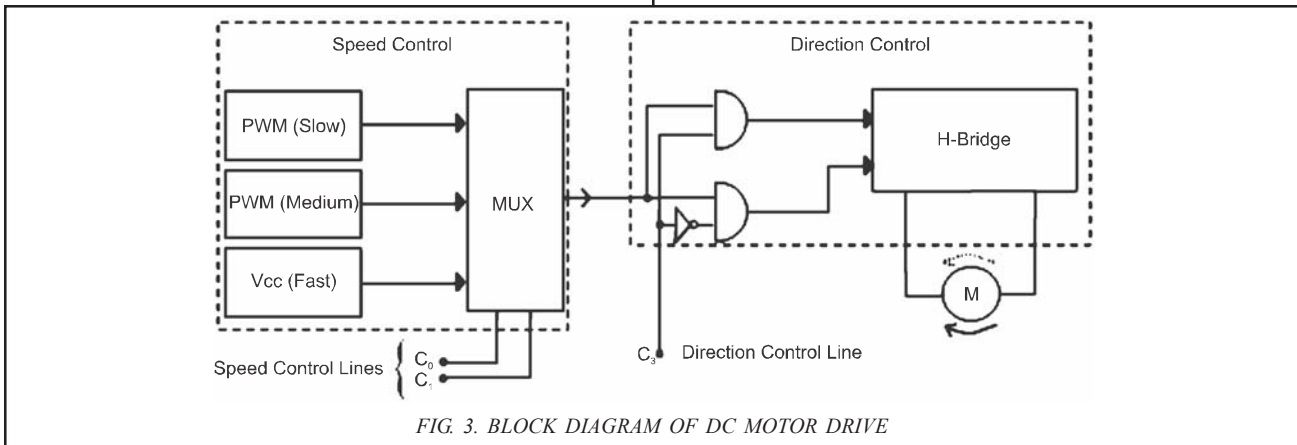 Speed Control
Direction Control
PWM (Slow)
PWM (Medium)
Vcc (Fast)
MUX
H-Bridge
M
Speed Control Lines { C₀
C₁
C₃ Direction Control Line
FIG. 3. BLOCK DIAGRAM OF DC MOTOR DRIVE